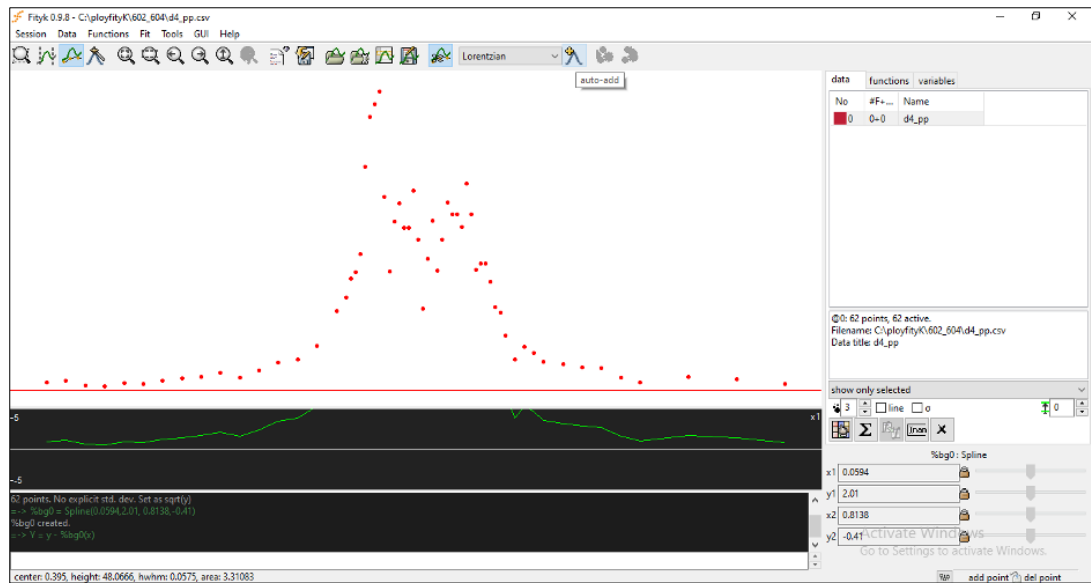 Fityk 0.9.8 - C:\ployfityK\602_604\d4_pp.csv
Session Data Functions Fit Tools GUI Help
Lorentzian
auto-add
data functions variables
No #F+... Name
0 0+0 d4_pp
@0: 62 points, 62 active.
Filename: C:\ployfityK\602_604\d4_pp.csv
Data title: d4_pp
show only selected
3 line σ 0
%bg0 : Spline
x1 0.0594
y1 2.01
x2 0.8138
y2 -0.41
-5 x1
-.5
62 points. No explicit std. dev. Set as sqrt(y)
=-> %bg0 = Spline(0.0594,2.01, 0.8138,-0.41)
%bg0 created.
=-> Y = y - %bg0(x)
Activate Windows
Go to Settings to activate Windows.
center: 0.395, height: 48.0666, hwhm: 0.0575, area: 3.31083
add point del point